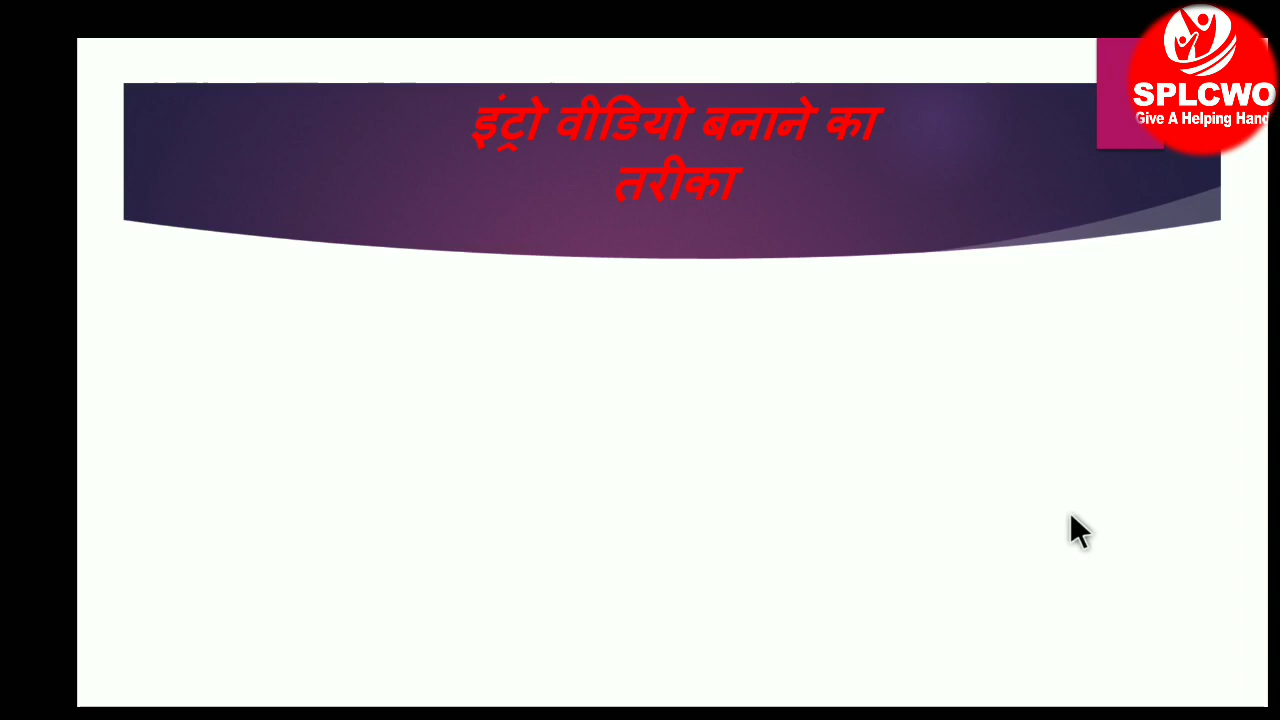 इंट्रो वीडियो बनाने का
तरीका
SPLCWO
Give A Helping Hand